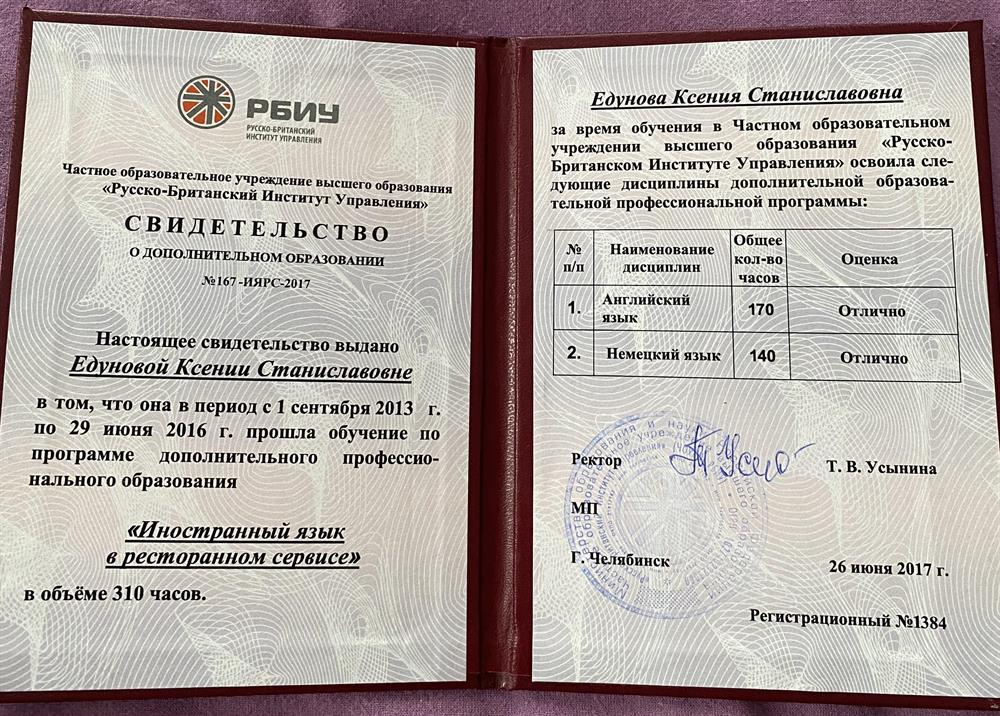 РБИУ
РУССКО-БРИТАНСКИЙ
ИНСТИТУТ УПРАВЛЕНИЯ
Частное образовательное учреждение высшего образования
«Русско-Британский Институт Управления»
СВИДЕТЕЛЬСТВО
О ДОПОЛНИТЕЛЬНОМ ОБРАЗОВАНИИ
№167-ИЯРС-2017
Настоящее свидетельство выдано
Едуновой Ксении Станиславовне
в том, что она в период с 1 сентября 2013 г.
по 29 июня 2016 г. прошла обучение по
программе дополнительного профессио-
нального образования
«Иностранный язык
в ресторанном сервисе»
в объёме 310 часов.
Едунова Ксения Станиславовна
за время обучения в Частном образовательном
учреждении высшего образования «Русско-
Британском Институте Управления» освоила сле-
дующие дисциплины дополнительной образова-
тельной профессиональной программы:
№ п/п Наименование дисциплин Общее кол-во часов Оценка
1. Английский язык 170 Отлично
2. Немецкий язык 140 Отлично
Ректор Т. В. Усынина
МП
Г. Челябинск 26 июня 2017 г.
Регистрационный №1384